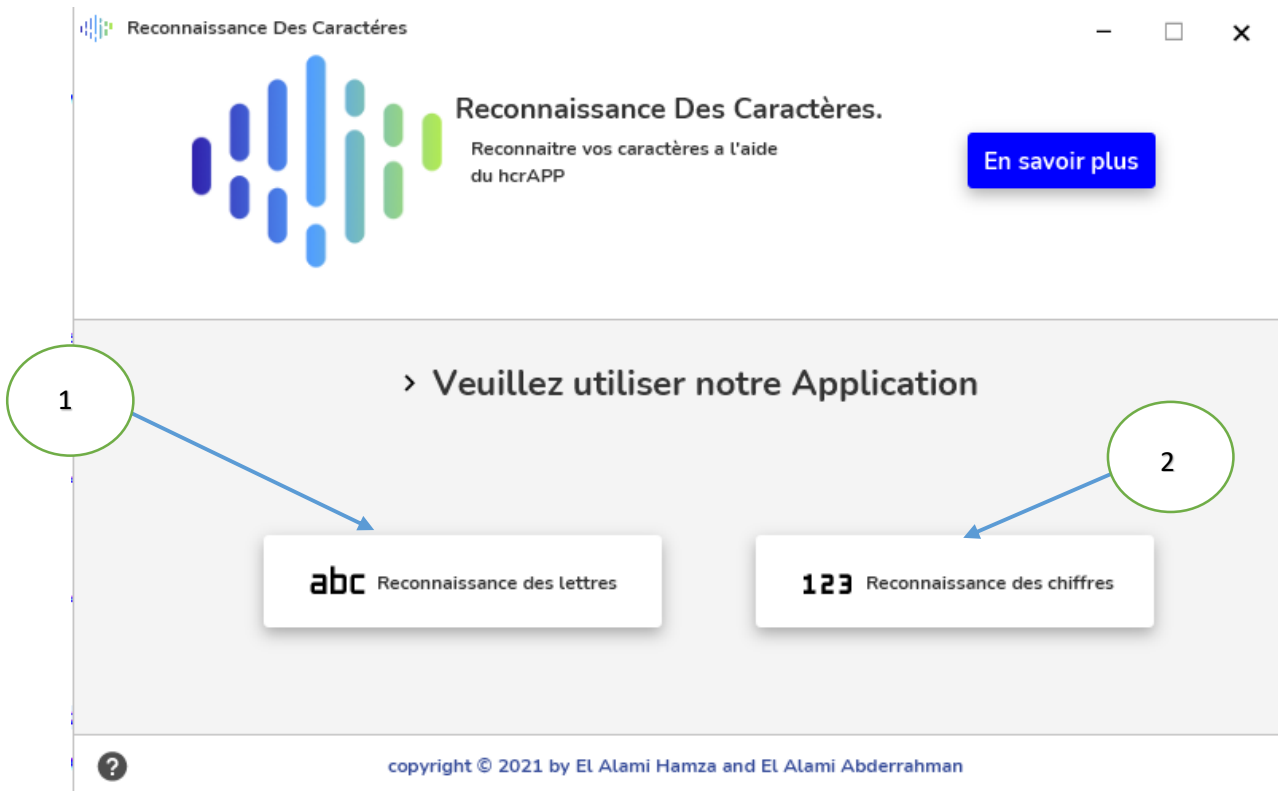 Reconnaissance Des Caractéres
Reconnaissance Des Caractères.
Reconnaitre vos caractères a l'aide
du hcrAPP
En savoir plus
> Veuillez utiliser notre Application
1
2
abc Reconnaissance des lettres
123 Reconnaissance des chiffres
?
copyright © 2021 by El Alami Hamza and El Alami Abderrahman